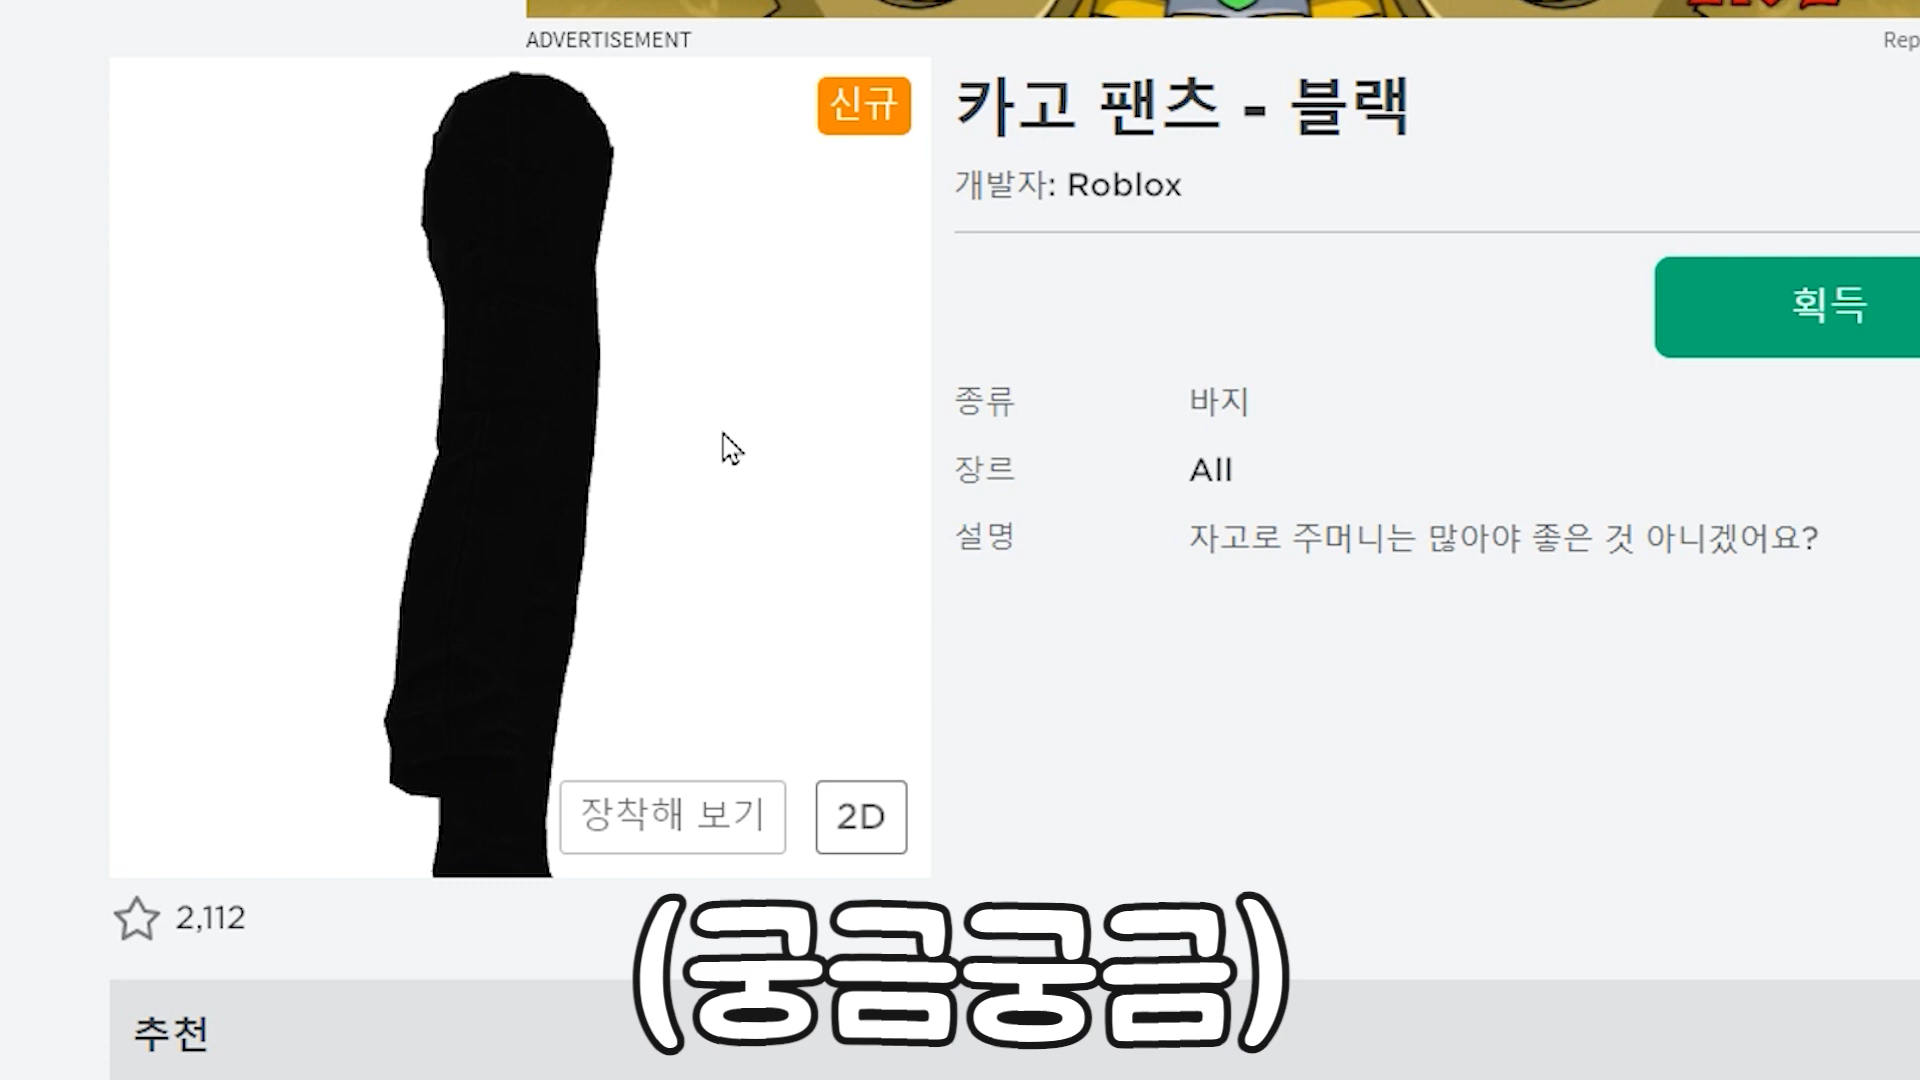 ADVERTISEMENT
Rep
신규
카고 팬츠 - 블랙
개발자: Roblox
획득
종류 바지
장르 All
설명 자고로 주머니는 많아야 좋은 것 아니겠어요?
장착해 보기
2D
2,112
(궁금궁금)
추천